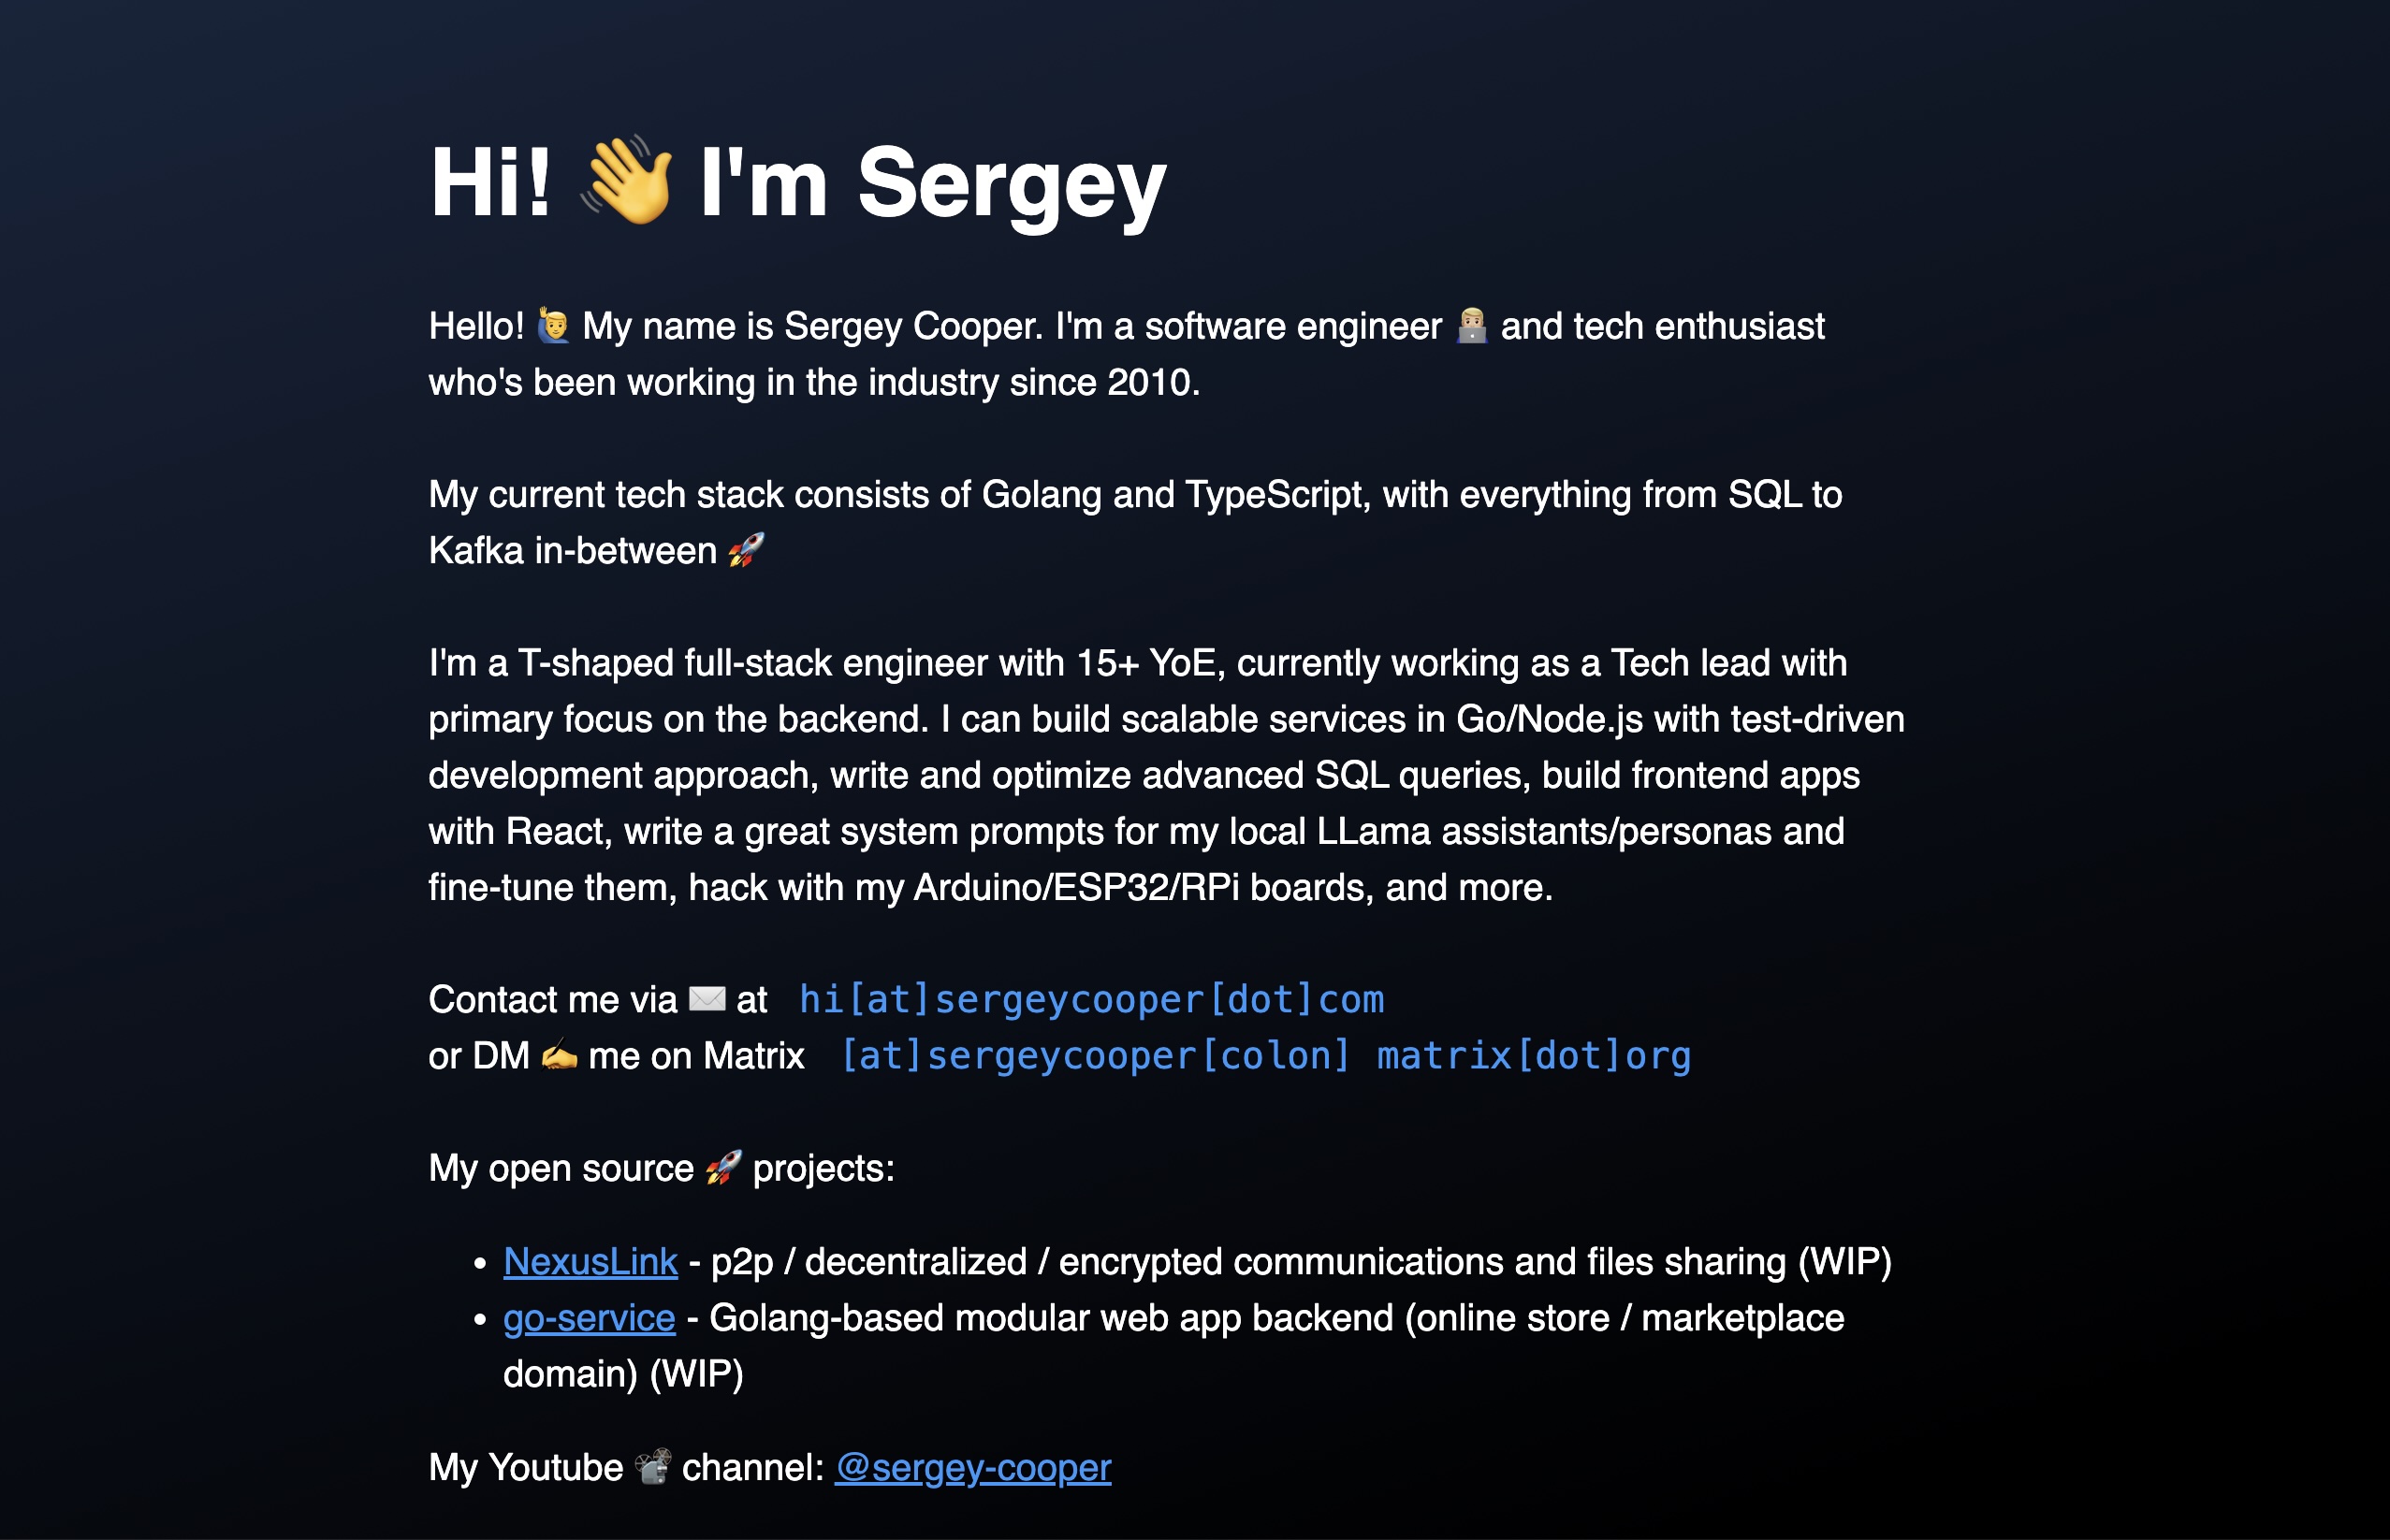 Hi! 👋 I'm Sergey
Hello! 🙋‍♂️ My name is Sergey Cooper. I'm a software engineer 👨🏼‍💻 and tech enthusiast
who's been working in the industry since 2010.
My current tech stack consists of Golang and TypeScript, with everything from SQL to
Kafka in-between 🚀
I'm a T-shaped full-stack engineer with 15+ YoE, currently working as a Tech lead with
primary focus on the backend. I can build scalable services in Go/Node.js with test-driven
development approach, write and optimize advanced SQL queries, build frontend apps
with React, write a great system prompts for my local LLama assistants/personas and
fine-tune them, hack with my Arduino/ESP32/RPi boards, and more.
Contact me via ✉️ at hi[at]sergeycooper[dot]com
or DM ✍️ me on Matrix [at]sergeycooper[colon] matrix[dot]org
My open source 🚀 projects:
• NexusLink - p2p / decentralized / encrypted communications and files sharing (WIP)
• go-service - Golang-based modular web app backend (online store / marketplace
domain) (WIP)
My Youtube 📽️ channel: @sergey-cooper